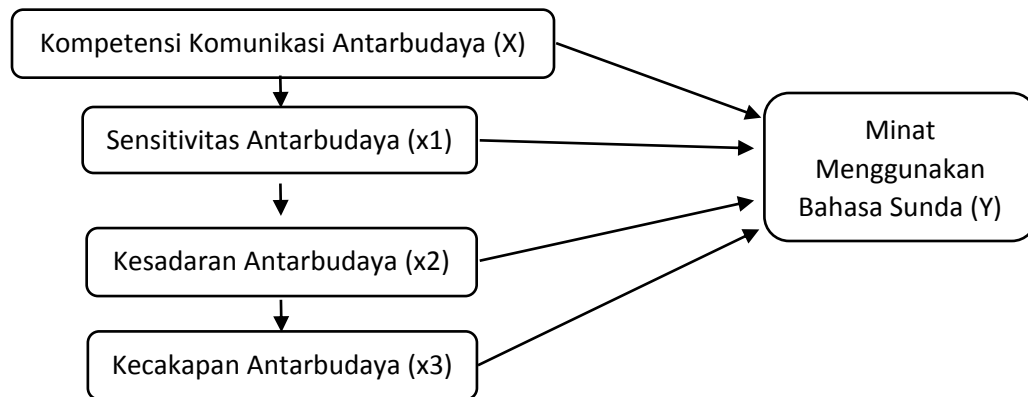 Kompetensi Komunikasi Antarbudaya (X)
Sensitivitas Antarbudaya (x1)
Kesadaran Antarbudaya (x2)
Kecakapan Antarbudaya (x3)
Minat
Menggunakan
Bahasa Sunda (Y)